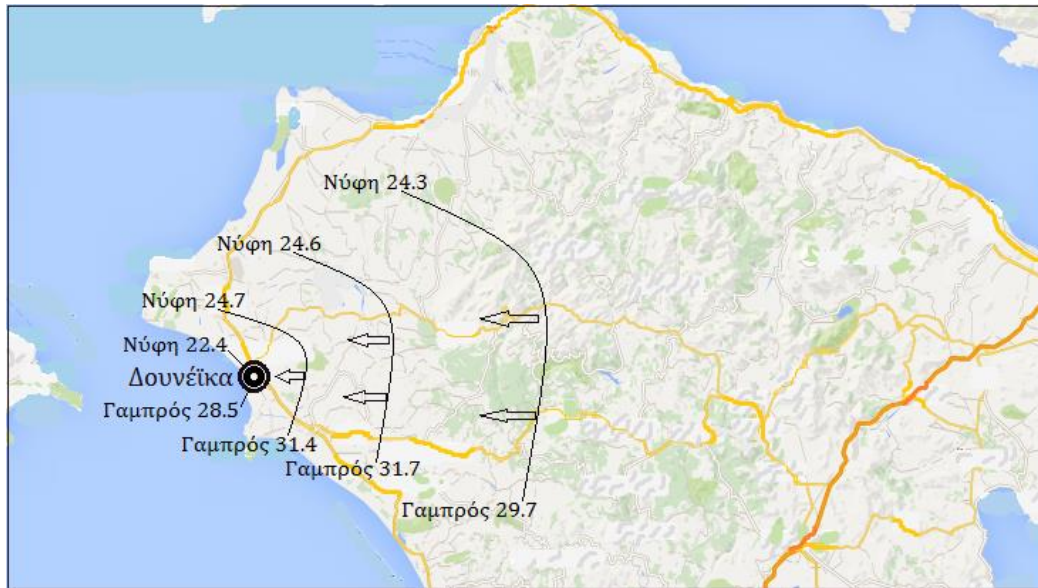 Νύφη 24.3
Νύφη 24.6
Νύφη 24.7
Νύφη 22.4
Δουνέϊκα
Γαμπρός 28.5
Γαμπρός 31.4
Γαμπρός 31.7
Γαμπρός 29.7